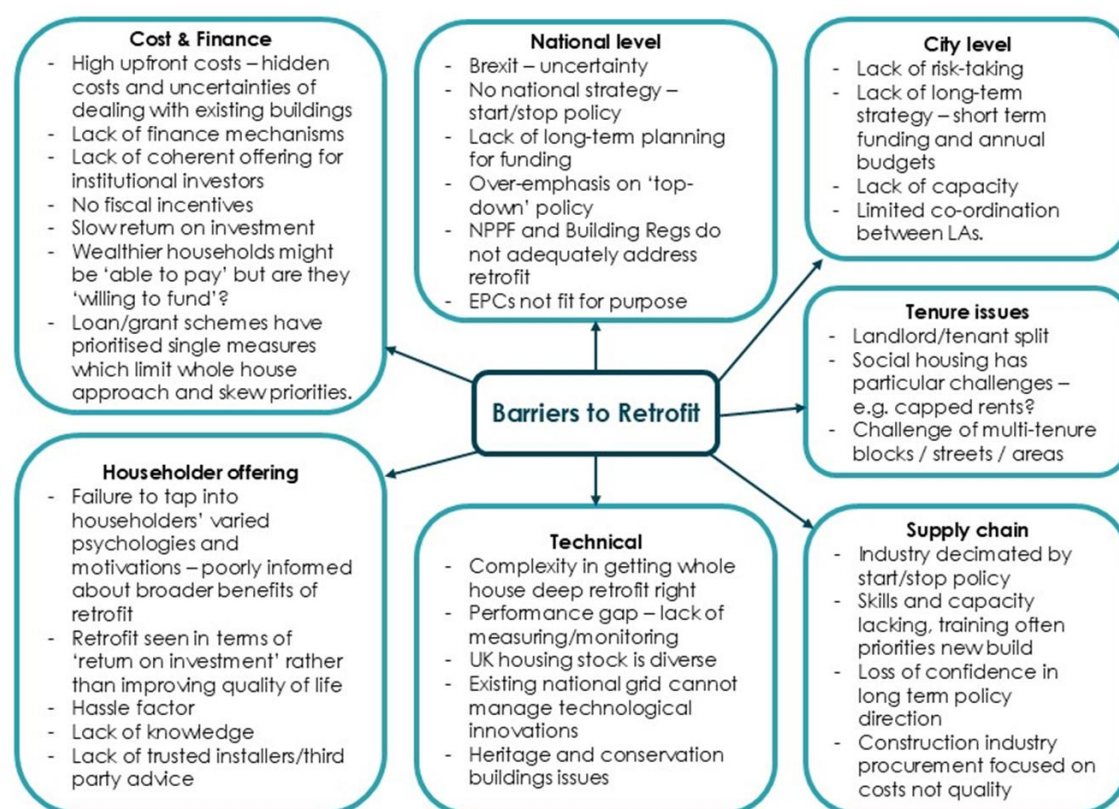 Cost & Finance
- High upfront costs – hidden
costs and uncertainties of
dealing with existing buildings
- Lack of finance mechanisms
- Lack of coherent offering for
institutional investors
- No fiscal incentives
- Slow return on investment
- Wealthier households might
be ‘able to pay’ but are they
‘willing to fund’?
- Loan/grant schemes have
prioritised single measures
which limit whole house
approach and skew priorities.
National level
- Brexit – uncertainty
- No national strategy –
start/stop policy
- Lack of long-term planning
for funding
- Over-emphasis on ‘top-
down’ policy
- NPPF and Building Regs do
not adequately address
retrofit
- EPCs not fit for purpose
City level
- Lack of risk-taking
- Lack of long-term
strategy – short term
funding and annual
budgets
- Lack of capacity
- Limited co-ordination
between LAs.
Barriers to Retrofit
Tenure issues
- Landlord/tenant split
- Social housing has
particular challenges –
e.g. capped rents?
- Challenge of multi-tenure
blocks / streets / areas
Householder offering
- Failure to tap into
householders’ varied
psychologies and
motivations – poorly informed
about broader benefits of
retrofit
- Retrofit seen in terms of
‘return on investment’ rather
than improving quality of life
- Hassle factor
- Lack of knowledge
- Lack of trusted installers/third
party advice
Technical
- Complexity in getting whole
house deep retrofit right
- Performance gap – lack of
measuring/monitoring
- UK housing stock is diverse
- Existing national grid cannot
manage technological
innovations
- Heritage and conservation
buildings issues
Supply chain
- Industry decimated by
start/stop policy
- Skills and capacity
lacking, training often
priorities new build
- Loss of confidence in
long term policy
direction
- Construction industry
procurement focused on
costs not quality